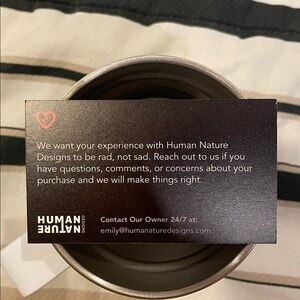 We want your experience with Human Nature
Designs to be rad, not sad. Reach out to us if you
have questions, comments, or concerns about your
purchase and we will make things right.
HUMAN
NATURE
DESIGNS
Contact Our Owner 24/7 at:
emily@humanaturedesigns.com